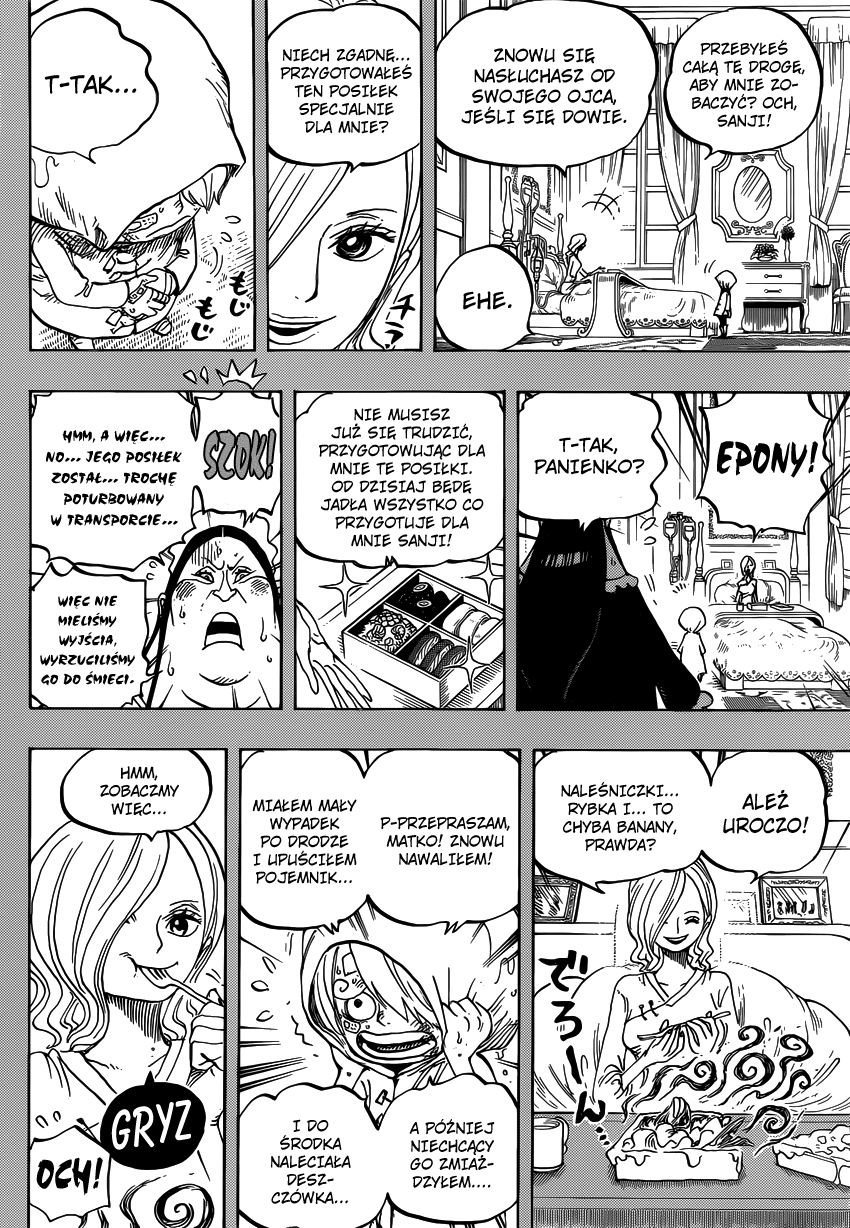 PRZEBYŁEŚ
CAŁĄ TĘ DROGĘ,
ABY MNIE ZO-
BACZYĆ? OCH,
SANJI!
ZNOWU SIĘ
NASŁUCHASZ OD
SWOJEGO OJCA,
JEŚLI SIĘ DOWIE.
EHE.
NIECH ZGADNĘ...
PRZYGOTOWAŁEŚ
TEN POSIŁEK
SPECJALNIE
DLA MNIE?
チラ
T-TAK...
もじ
もじ
EPONY!
T-TAK,
PANIENKO?
NIE MUSISZ
JUŻ SIĘ TRUDZIĆ,
PRZYGOTOWUJĄC DLA
MNIE TE POSIŁKI.
OD DZISIAJ BĘDĘ
JADŁA WSZYSTKO CO
PRZYGOTUJE DLA
MNIE SANJI!
SZOK!
HMM, A WIĘC...
NO... JEGO POSIŁEK
ZOSTAŁ... TROCHĘ
POTURBOWANY
W TRANSPORCIE...
WIĘC NIE
MIELIŚMY
WYJŚCIA,
WYRZUCILIŚMY
GO DO ŚMIECI.
ALEŻ
UROCZO!
NALEŚNICZKI...
RYBKA I... TO
CHYBA BANANY,
PRAWDA?
でろーん...
P-PRZEPRASZAM,
MATKO! ZNOWU
NAWALIŁEM!
MIAŁEM MAŁY
WYPADEK
PO DRODZE
I UPUŚCIŁEM
POJEMNIK...
A PÓŹNIEJ
NIECHCĄCY
GO ZMIAŻ-
DŻYŁEM....
I DO
ŚRODKA
NALECIAŁA
DESZ-
CZÓWKA...
HMM,
ZOBACZMY
WIĘC...
GRYZ
OCH!